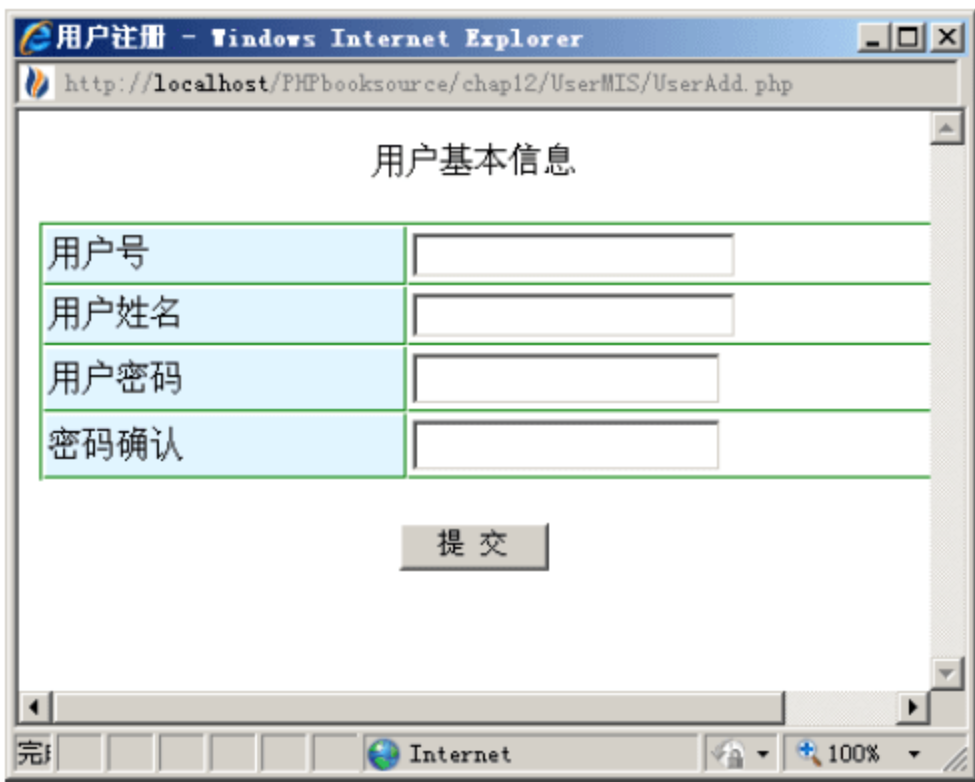 用户注册 - Windows Internet Explorer
http://localhost/PHPbooksource/chap12/UserMIS/UserAdd.php
用户基本信息
用户号
用户姓名
用户密码
密码确认
提 交
Internet
100%